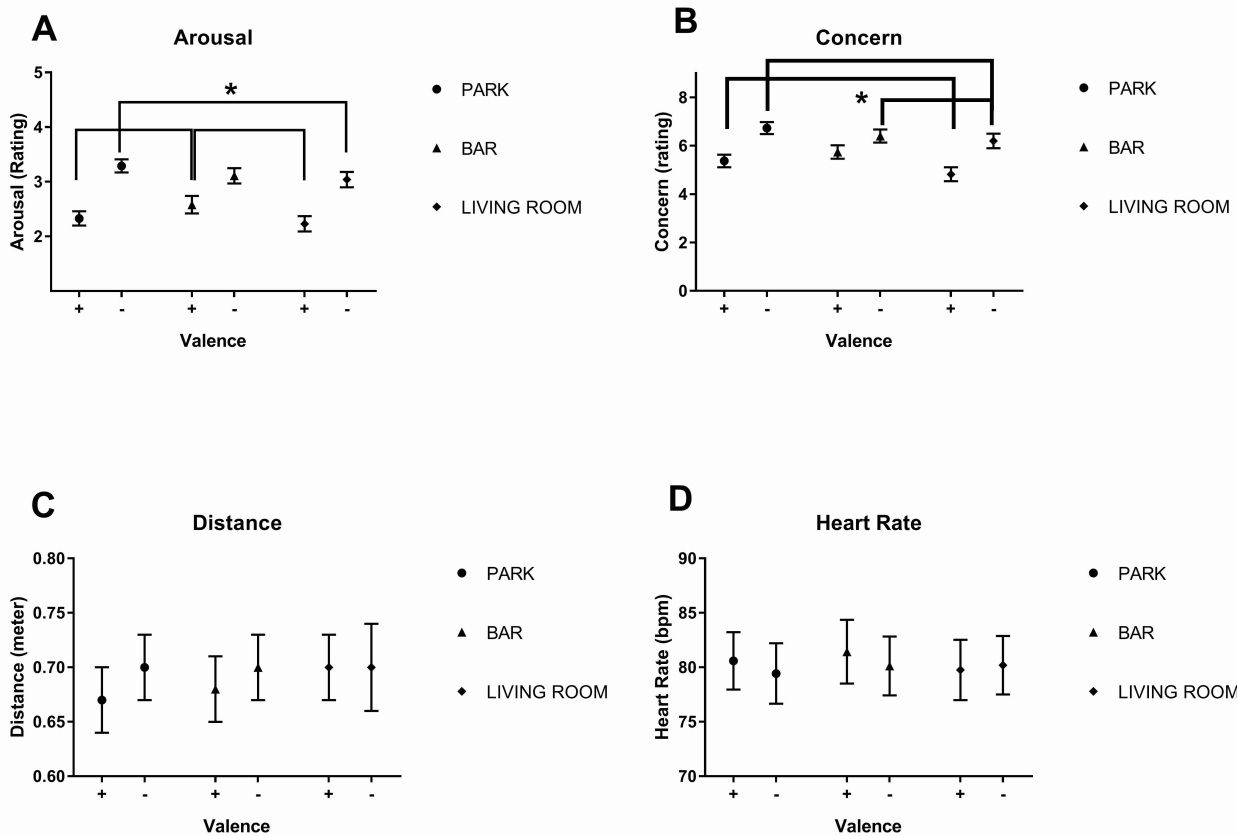 A
Arousal
Arousal (Rating)
5
4
3
2
*
+ - + - + -
Valence
PARK
BAR
LIVING ROOM
B
Concern
Concern (rating)
8
6
4
2
0
*
+ - + - + -
Valence
PARK
BAR
LIVING ROOM
C
Distance
Distance (meter)
0.80
0.75
0.70
0.65
0.60
+ - + - + -
Valence
PARK
BAR
LIVING ROOM
D
Heart Rate
Heart Rate (bpm)
90
85
80
75
70
+ - + - + -
Valence
PARK
BAR
LIVING ROOM